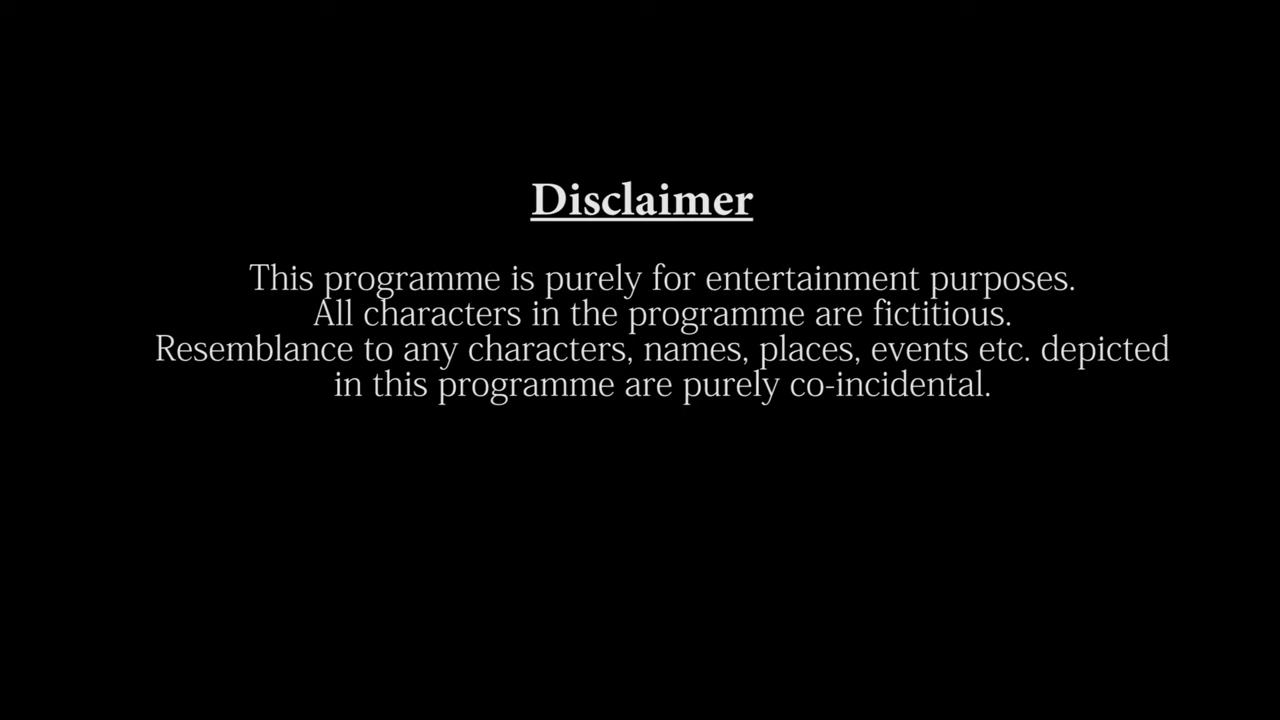 Disclaimer
This programme is purely for entertainment purposes.
All characters in the programme are fictitious.
Resemblance to any characters, names, places, events etc. depicted
in this programme are purely co-incidental.